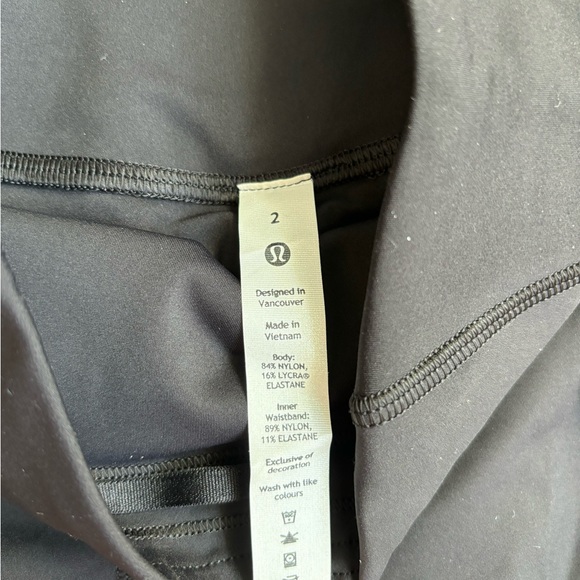 2
Designed in
Vancouver
Made in
Vietnam
Body:
84% NYLON,
16% LYCRA®
ELASTANE
Inner
Waistband:
89% NYLON,
11% ELASTANE
Exclusive of
decoration
Wash with like
colours